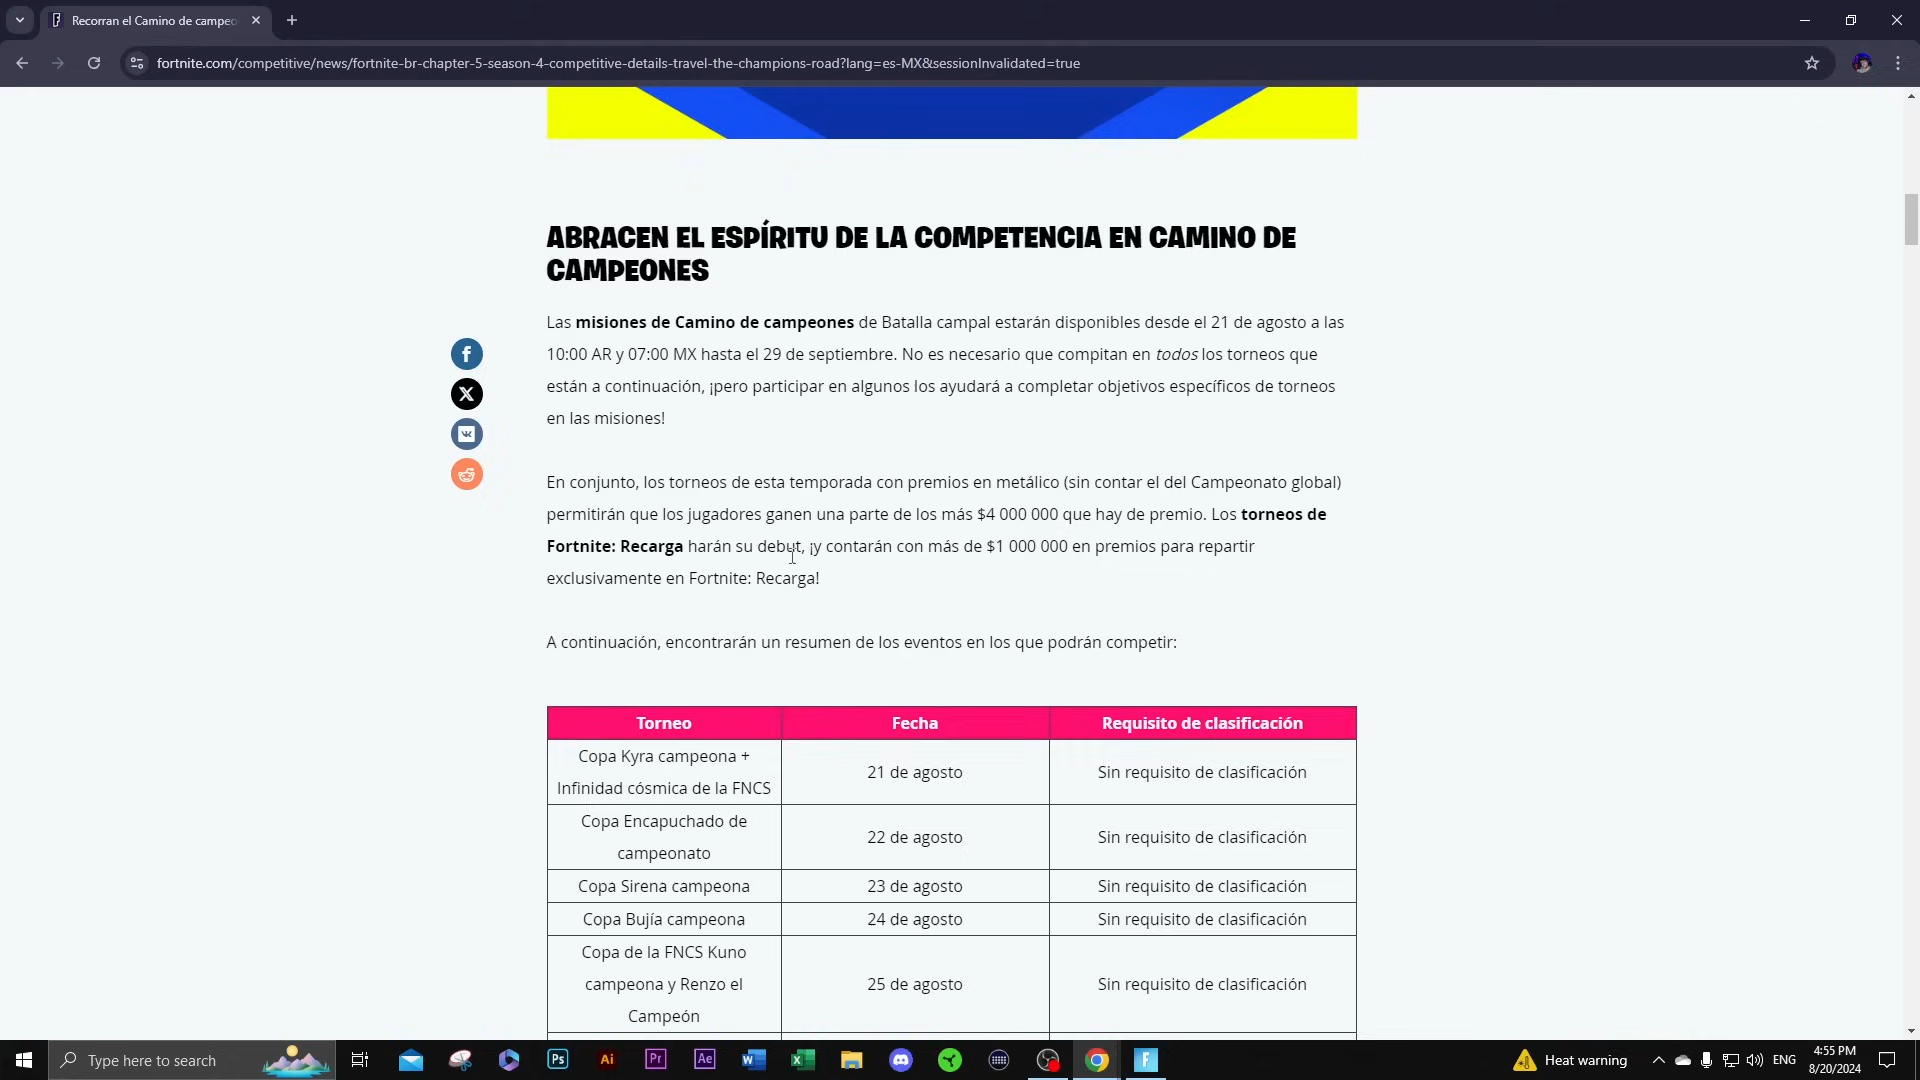 Recorran el Camino de campeo
fortnite.com/competitive/news/fortnite-br-chapter-5-season-4-competitive-details-travel-the-champions-road?lang=es-MX&sessionInvalidated=true
ABRACEN EL ESPÍRITU DE LA COMPETENCIA EN CAMINO DE
CAMPEONES
Las misiones de Camino de campeones de Batalla campal estarán disponibles desde el 21 de agosto a las
10:00 AR y 07:00 MX hasta el 29 de septiembre. No es necesario que compitan en todos los torneos que
están a continuación, ¡pero participar en algunos los ayudará a completar objetivos específicos de torneos
en las misiones!
En conjunto, los torneos de esta temporada con premios en metálico (sin contar el del Campeonato global)
permitirán que los jugadores ganen una parte de los más $4 000 000 que hay de premio. Los torneos de
Fortnite: Recarga harán su debut, ¡y contarán con más de $1 000 000 en premios para repartir
exclusivamente en Fortnite: Recarga!
A continuación, encontrarán un resumen de los eventos en los que podrán competir:
Torneo Fecha Requisito de clasificación
Copa Kyra campeona +
Infinidad cósmica de la FNCS
21 de agosto Sin requisito de clasificación
Copa Encapuchado de
campeonato
22 de agosto Sin requisito de clasificación
Copa Sirena campeona 23 de agosto Sin requisito de clasificación
Copa Bujía campeona 24 de agosto Sin requisito de clasificación
Copa de la FNCS Kuno
campeona y Renzo el
Campeón
25 de agosto Sin requisito de clasificación
Type here to search
Ps
Ai
Pr
Ae
Heat warning
ENG
4:55 PM
8/20/2024